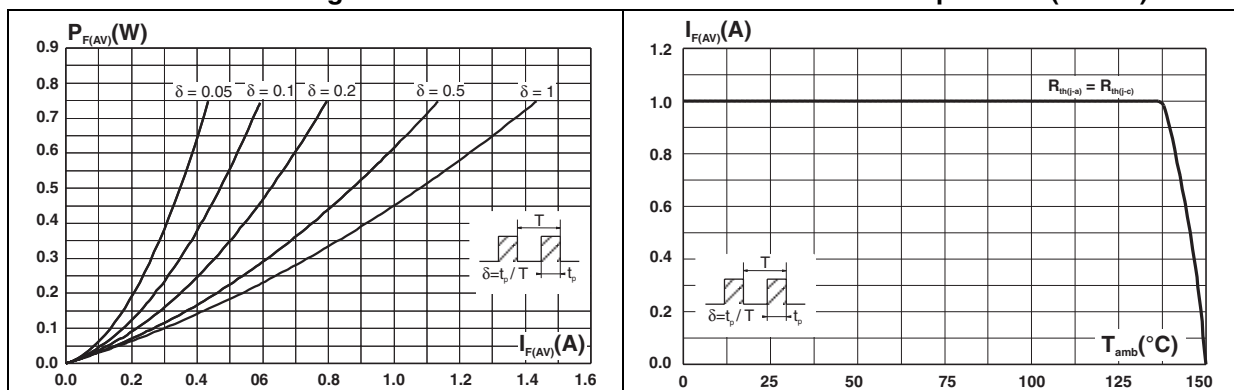 P_F(AV)(W)
0.9
0.8
0.7
0.6
0.5
0.4
0.3
0.2
0.1
0.0
δ = 0.05
δ = 0.1
δ = 0.2
δ = 0.5
δ = 1
T
δ=t_p/T
t_p
I_F(AV)(A)
0.0 0.2 0.4 06 0.8 1.0 1.2 1.4 1.6
I_F(AV)(A)
1.2
1.0
0.8
0.6
0.4
0.2
0.0
R_th(j-a) = R_th(j-c)
T
δ=t_p/T
t_p
T_amb(°C)
0 25 50 75 100 125 150